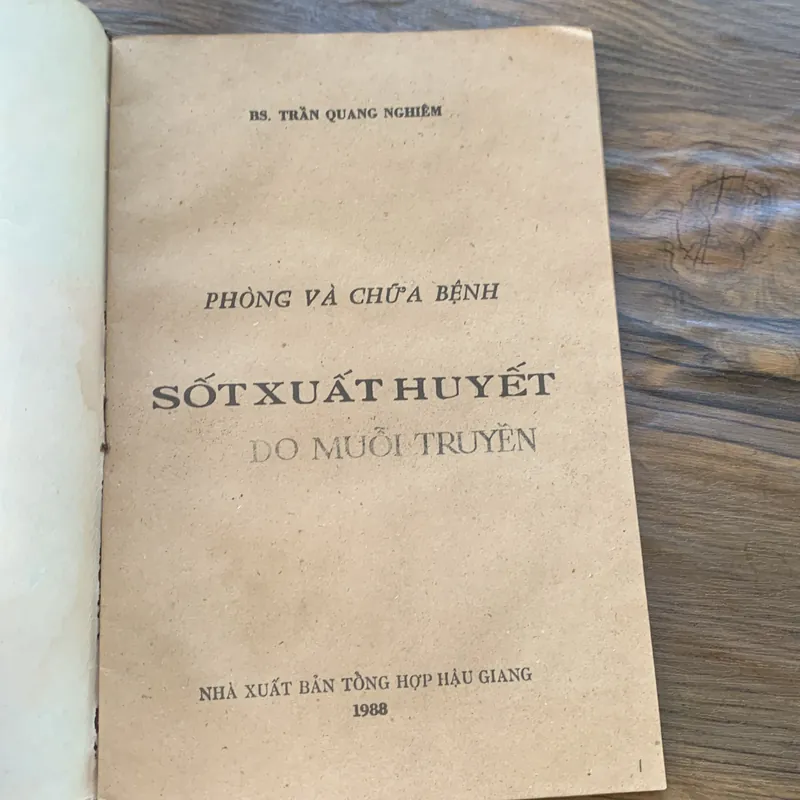 BS. TRẦN QUANG NGHIÊM
PHÒNG VÀ CHỮA BỆNH
SỐT XUẤT HUYẾT
DO MUỖI TRUYỀN
NHÀ XUẤT BẢN TỔNG HỢP HẬU GIANG
1988